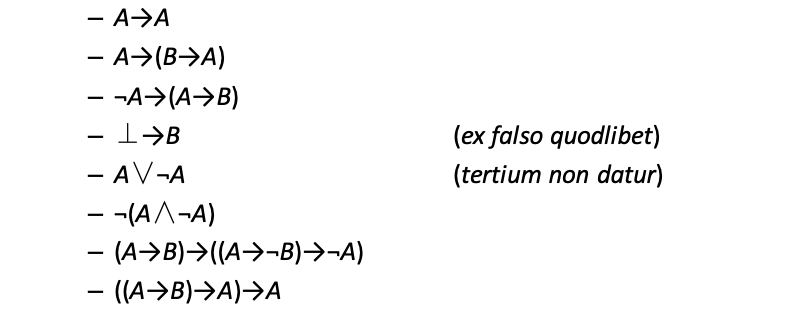 – A→A
– A→(B→A)
– ¬A→(A→B)
– ⊥→B (ex falso quodlibet)
– A∨¬A (tertium non datur)
– ¬(A∧¬A)
– (A→B)→((A→¬B)→¬A)
– ((A→B)→A)→A